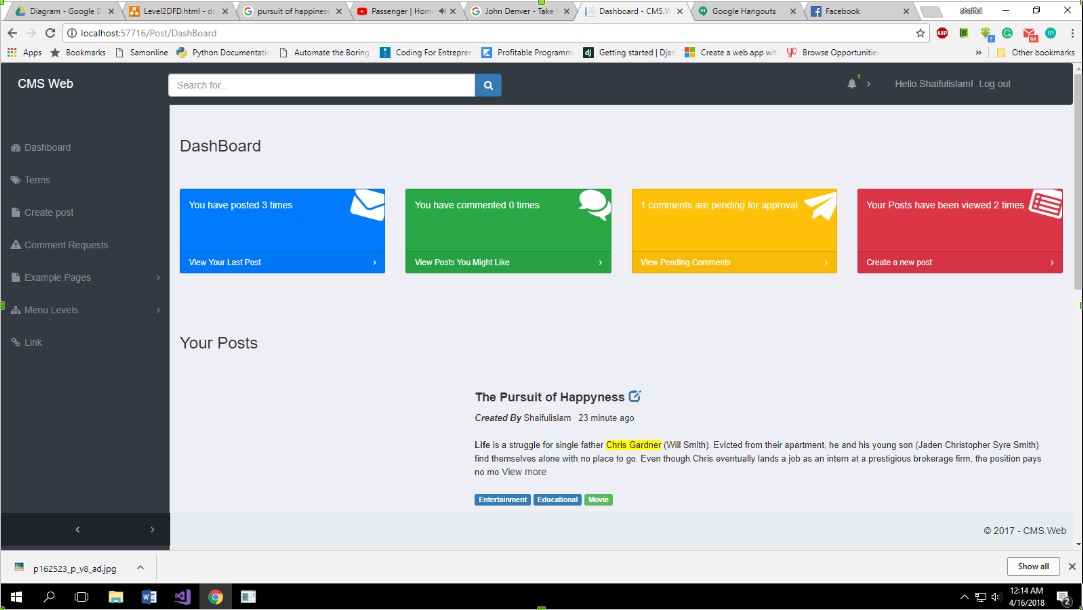 Diagram - Google D
Level2DFD.html - dr
pursuit of happiness
Passenger | Hom
John Denver - Take
Dashboard - CMS.W
Google Hangouts
Facebook
localhost:57716/Post/DashBoard
Apps
Bookmarks
Samonline
Python Documentatio
Automate the Boring
Coding For Entrepren
Profitable Programm
Getting started | Djan
Create a web app wit
Browse Opportunities
»
Other bookmarks
CMS Web
Search for...
1
Hello Shaifulislam!
Log out
Dashboard
Terms
Create post
Comment Requests
Example Pages
Menu Levels
Link
DashBoard
You have posted 3 times
View Your Last Post
You have commented 0 times
View Posts You Might Like
1 comments are pending for approval
View Pending Comments
Your Posts have been viewed 2 times
Create a new post
Your Posts
The Pursuit of Happyness
Created By Shaifulislam 23 minute ago
Life is a struggle for single father Chris Gardner (Will Smith). Evicted from their apartment, he and his young son (Jaden Christopher Syre Smith)
find themselves alone with no place to go. Even though Chris eventually lands a job as an intern at a prestigious brokerage firm, the position pays
no mo View more
Entertainment
Educational
Movie
© 2017 - CMS.Web
p162523_p_v8_ad.jpg
Show all
12:14 AM
4/16/2018
2